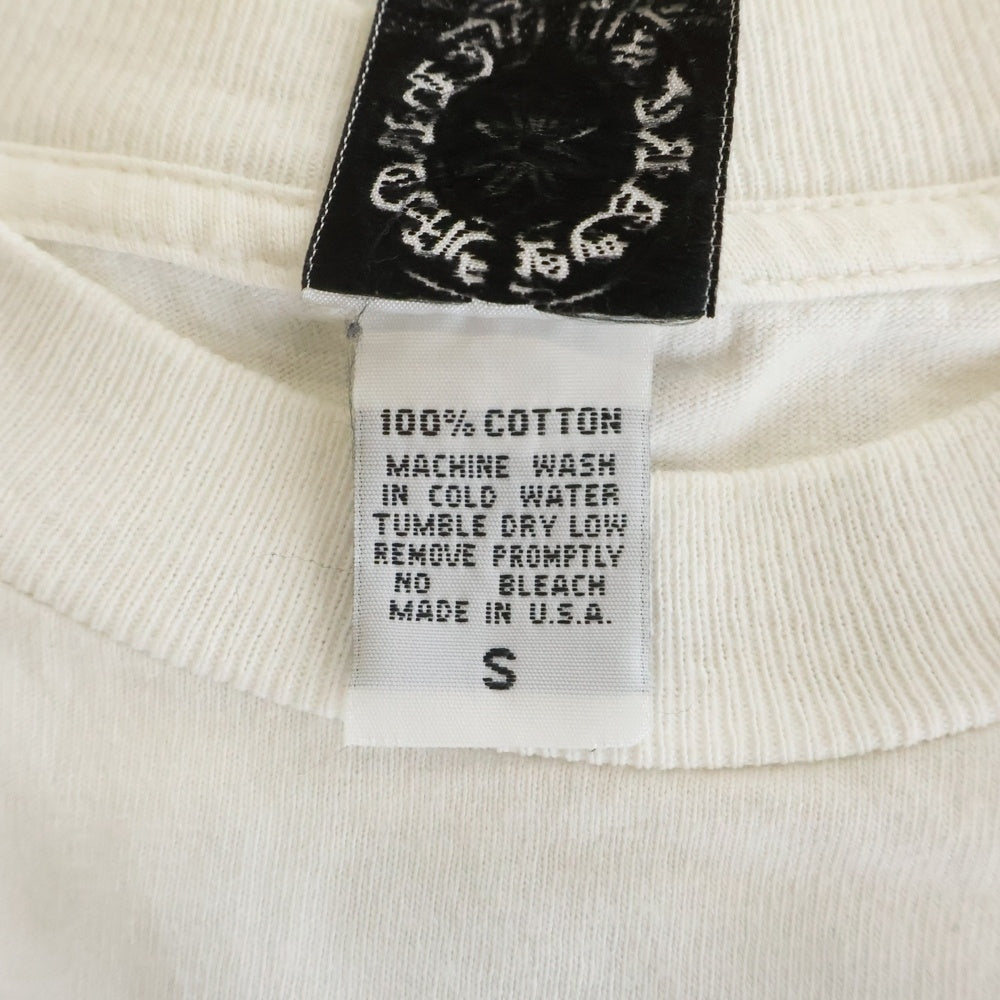 100% COTTON
MACHINE WASH
IN COLD WATER
TUMBLE DRY LOW
REMOVE PROMPTLY
NO BLEACH
MADE IN U.S.A.
S